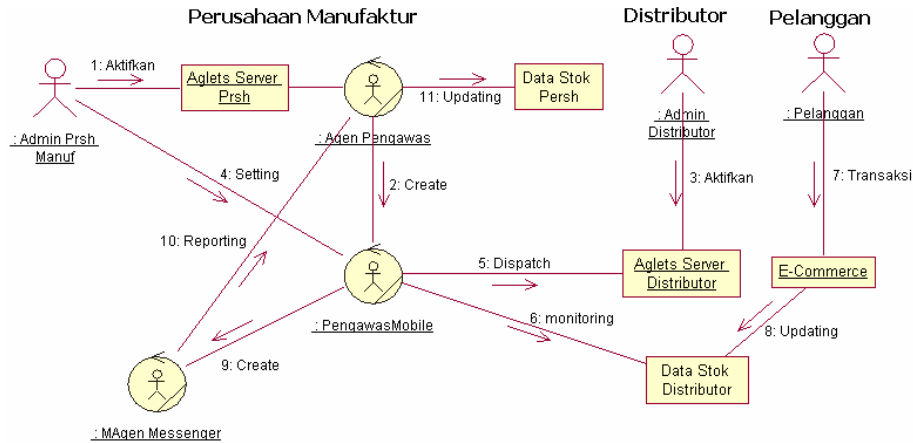 Perusahaan Manufaktur
Distributor
Pelanggan
1: Aktifkan
Aglets Server
Prsh
Data Stok
Persh
11: Updating
: Admin Prsh
Manuf
: Agen Pengawas
: Admin
Distributor
: Pelanggan
4: Setting
2: Create
3: Aktifkan
7: Transaksi
10: Reporting
5: Dispatch
Aglets Server
Distributor
E-Commerce
: PengawasMobile
6: monitoring
8: Updating
9: Create
Data Stok
Distributor
: MAgen Messenger